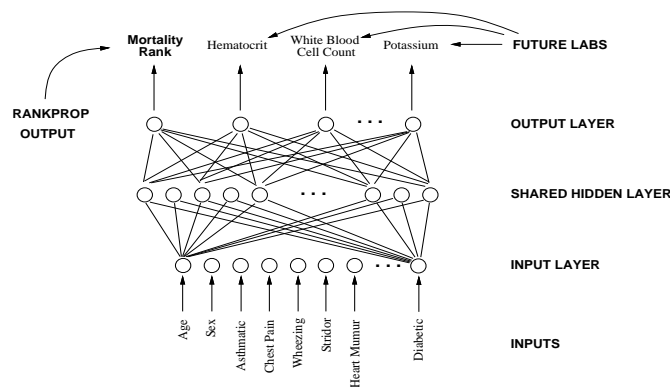 Mortality
Rank
Hematocrit
White Blood
Cell Count
Potassium
FUTURE LABS
RANKPROP
OUTPUT
OUTPUT LAYER
SHARED HIDDEN LAYER
INPUT LAYER
Age
Sex
Asthmatic
Chest Pain
Wheezing
Stridor
Heart Mumur
Diabetic
INPUTS